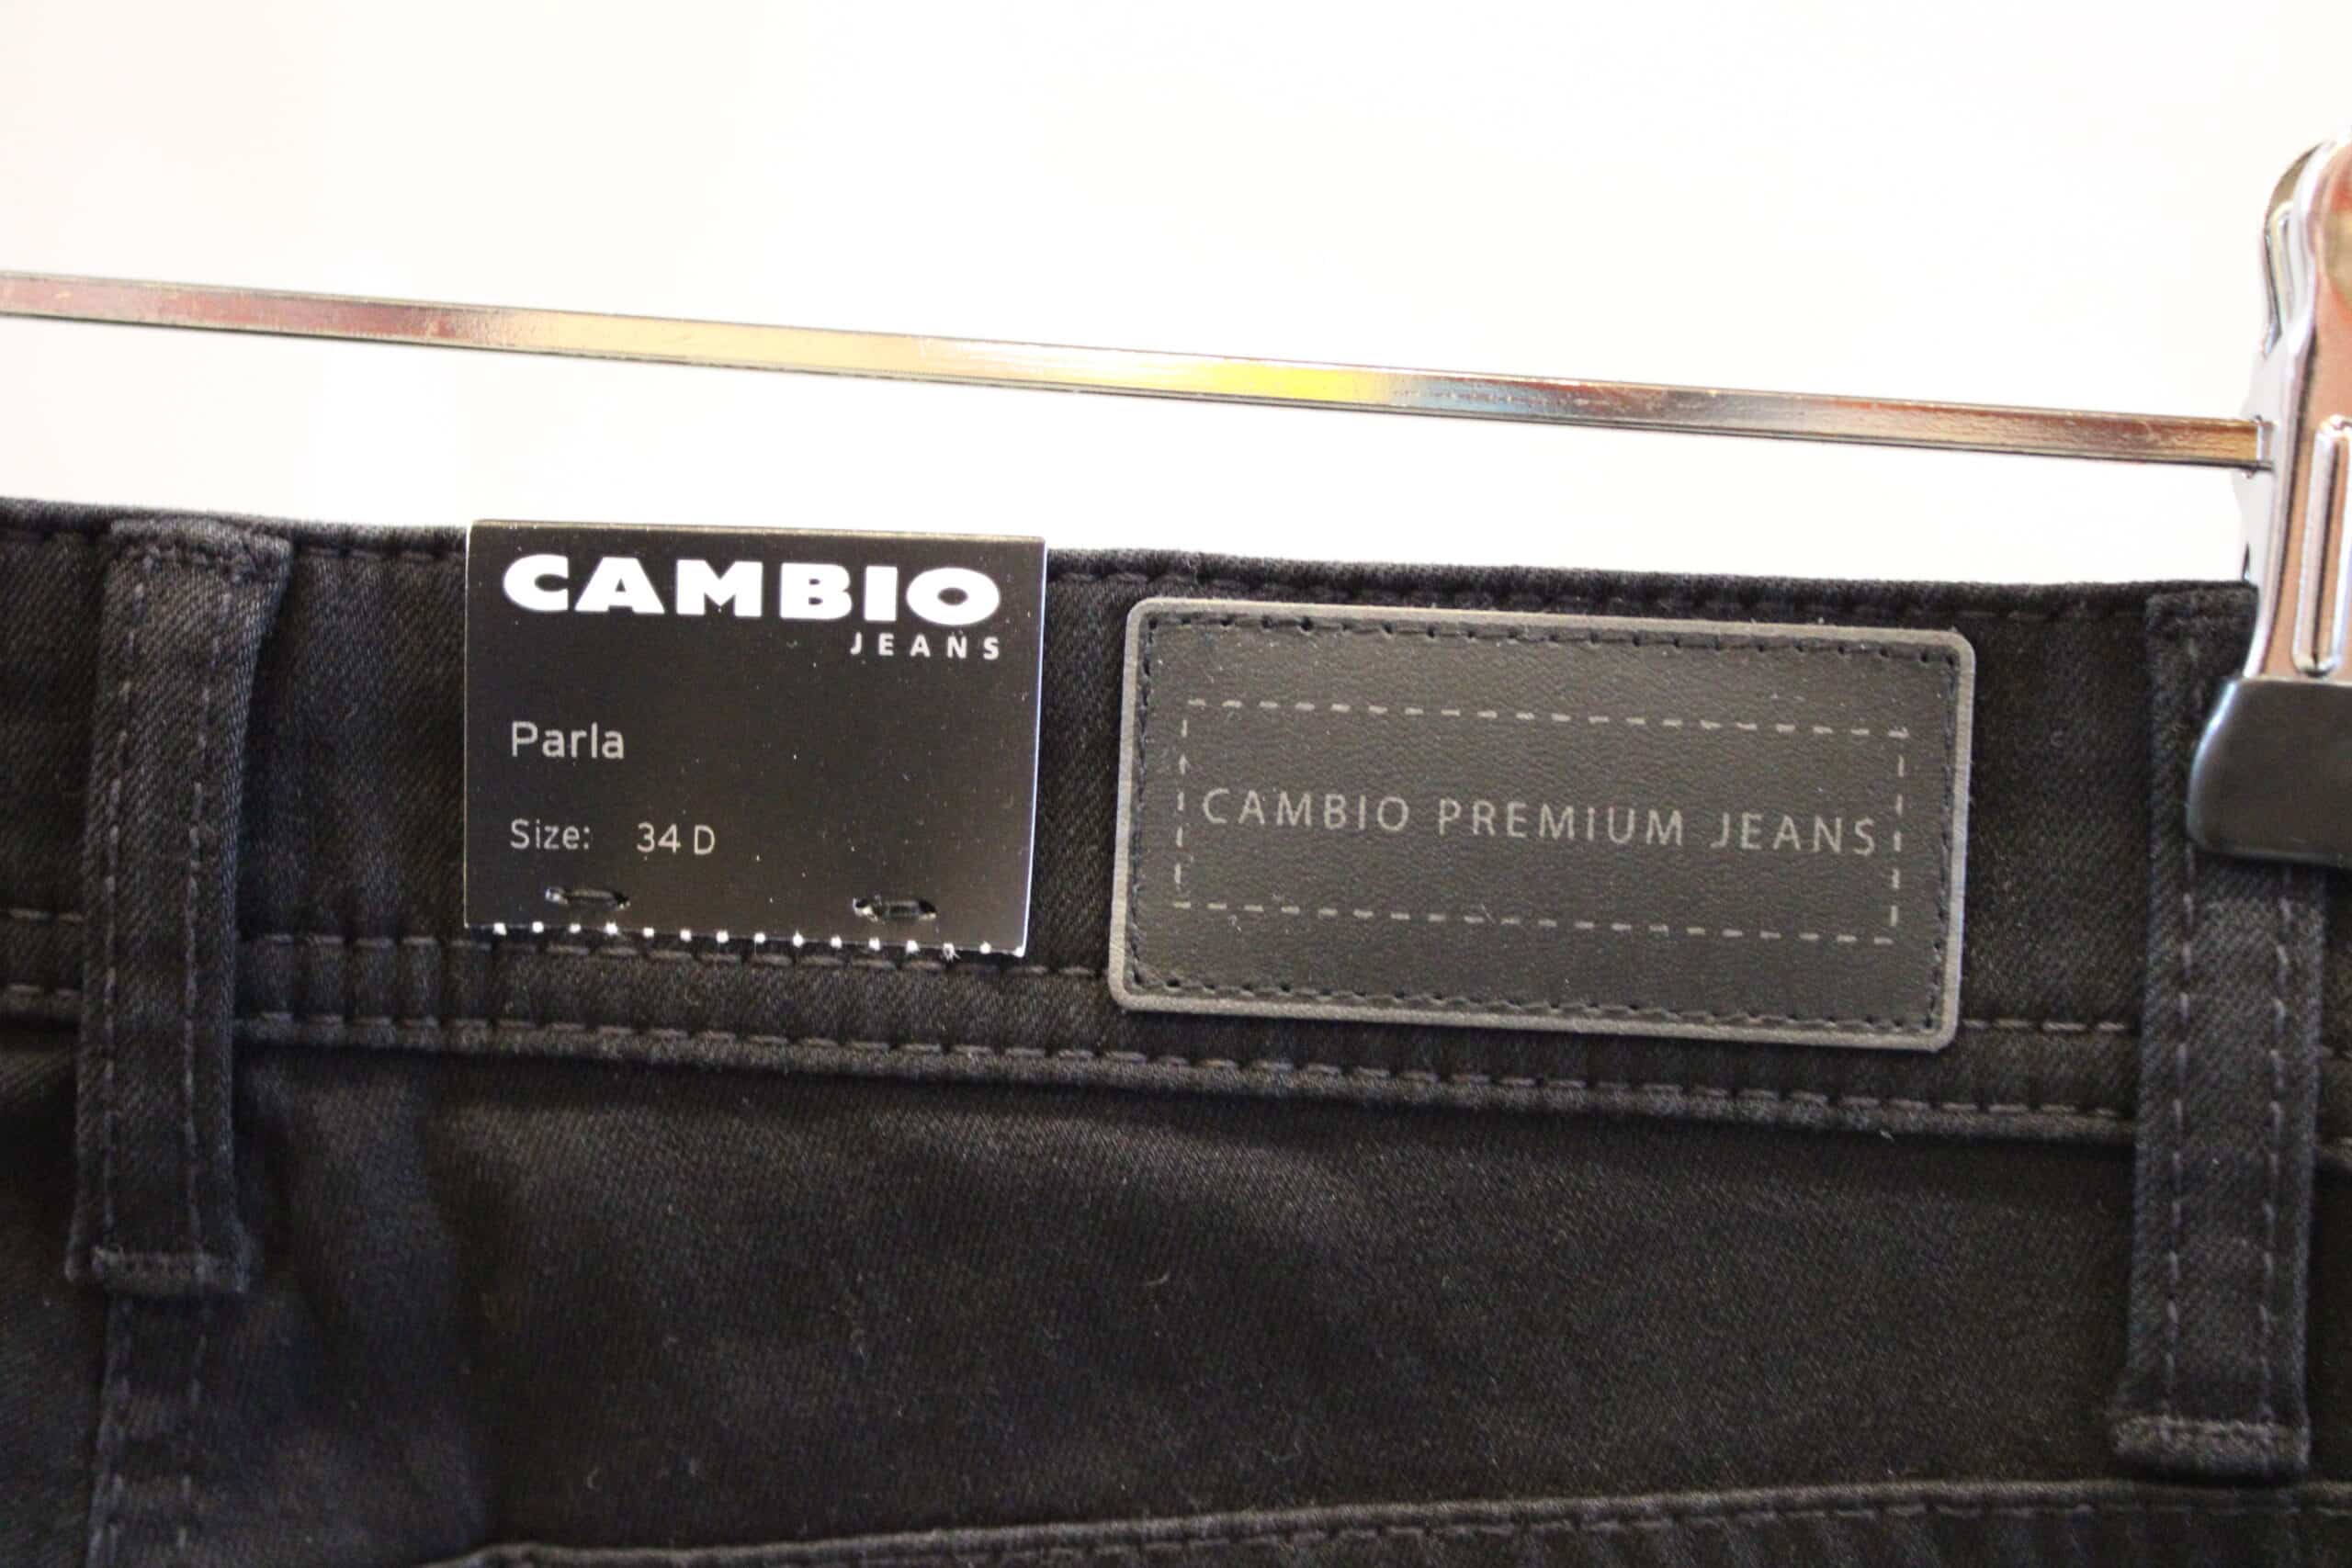 CAMBIO
JEANS
Parla
Size: 34 D
CAMBIO PREMIUM JEANS